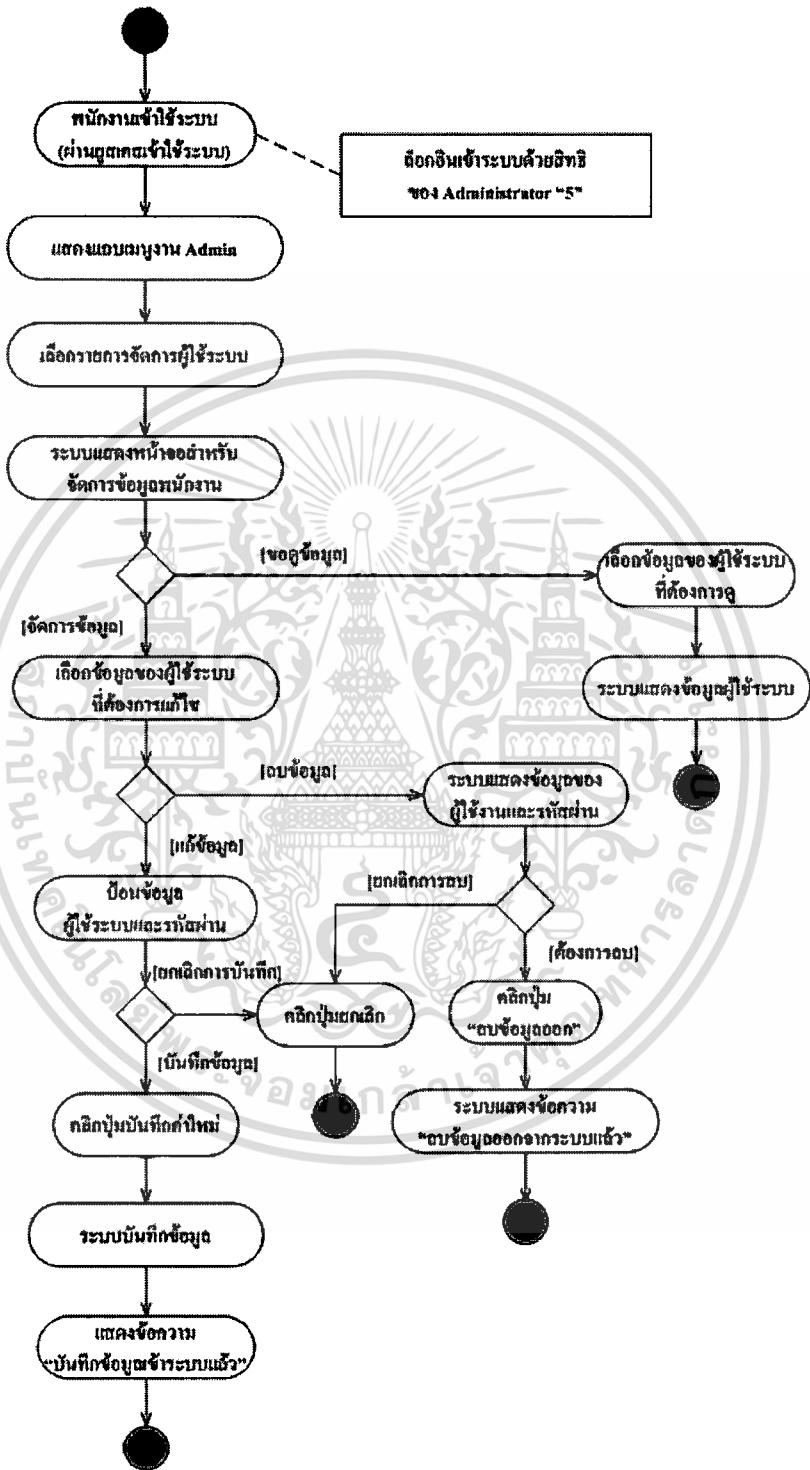 พนักงานเข้าใช้ระบบ
(ผ่านยูสเคสเข้าใช้ระบบ)
ล็อกอินเข้าระบบด้วยสิทธิ
ของ Administrator “5”
แสดงแถบเมนูงาน Admin
เลือกรายการจัดการผู้ใช้ระบบ
ระบบแสดงหน้าจอสำหรับ
จัดการข้อมูลพนักงาน
[ขอดูข้อมูล]
เลือกข้อมูลของผู้ใช้ระบบ
ที่ต้องการดู
[จัดการข้อมูล]
เลือกข้อมูลของผู้ใช้ระบบ
ที่ต้องการแก้ไข
ระบบแสดงข้อมูลผู้ใช้ระบบ
[ลบข้อมูล]
ระบบแสดงข้อมูลของ
ผู้ใช้งานและรหัสผ่าน
[แก้ข้อมูล]
ป้อนข้อมูล
ผู้ใช้ระบบและรหัสผ่าน
[ยกเลิกการลบ]
[ต้องการลบ]
[ยกเลิกการบันทึก]
คลิกปุ่มยกเลิก
คลิกปุ่ม
“ลบข้อมูลออก”
[บันทึกข้อมูล]
คลิกปุ่มบันทึกค่าใหม่
ระบบแสดงข้อความ
“ลบข้อมูลออกจากระบบแล้ว”
ระบบบันทึกข้อมูล
แสดงข้อความ
“บันทึกข้อมูลเข้าระบบแล้ว”